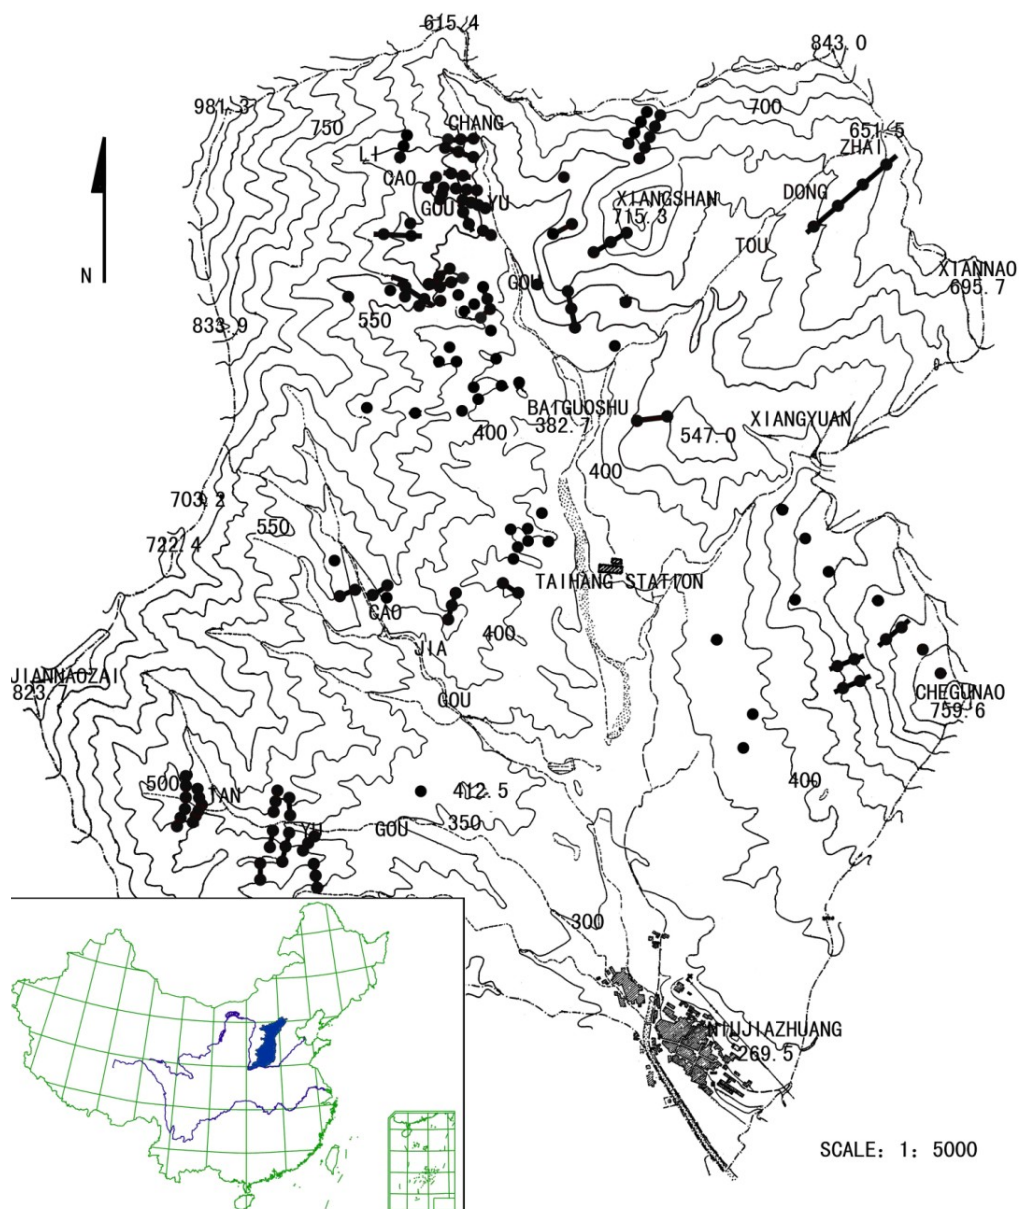 615.4
843.0
981.3
700
750
CHANG
651.5
ZHAI
LI
CAO
DONG
GOU
YU
XIANGSHAN
715.3
TOU
N
GOU
XIANNAO
695.7
550
833.9
BAIGUOSHU
382.7
XIANGYUAN
400
547.0
400
703.2
550
722.4
TAIHANG STATION
CAO
400
JIA
JIANNAOZAI
823.7
GOU
CHEGUNAO
759.6
500
412.5
400
YU
GOU
350
300
NIUJIAZHUANG
269.5
SCALE: 1: 5000